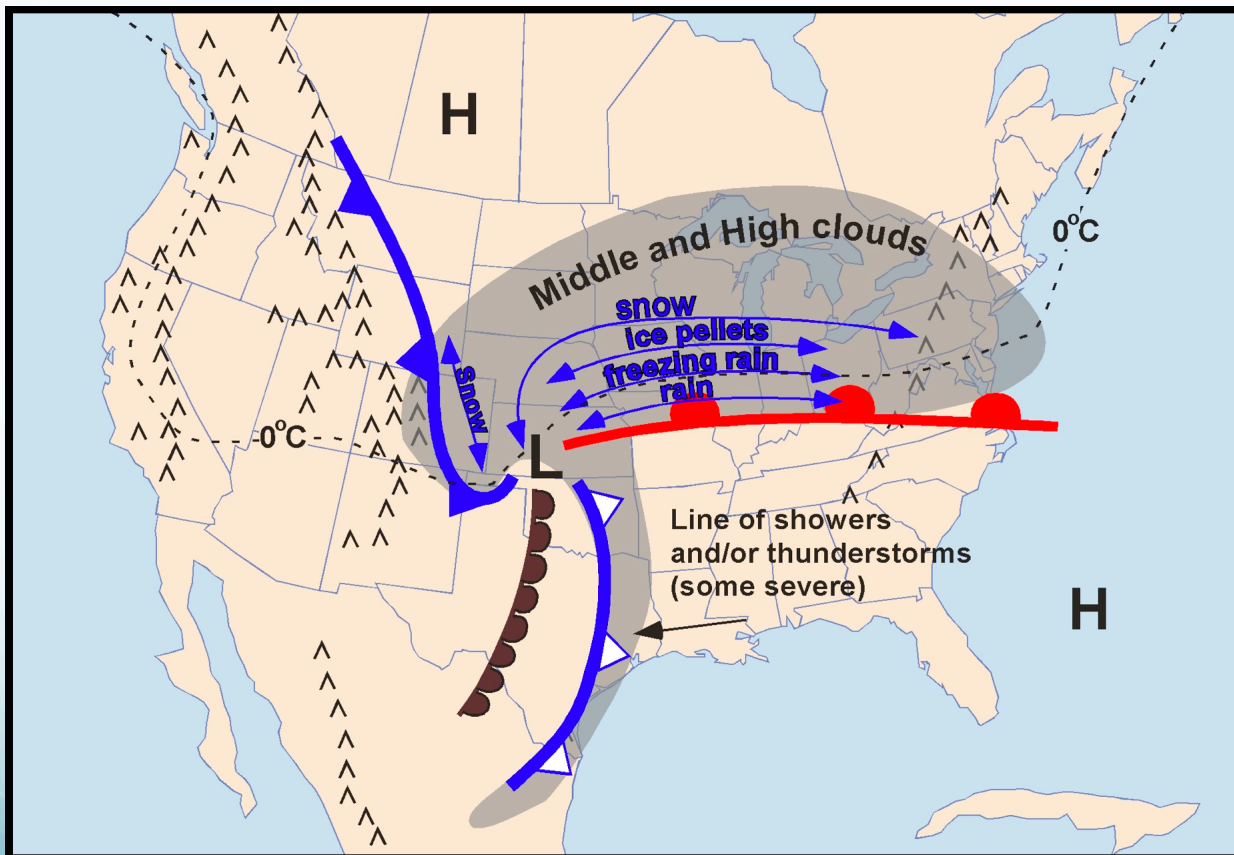 H
Middle and High clouds
0°C
snow
ice pellets
freezing rain
rain
snow
0°C
L
Line of showers
and/or thunderstorms
(some severe)
H